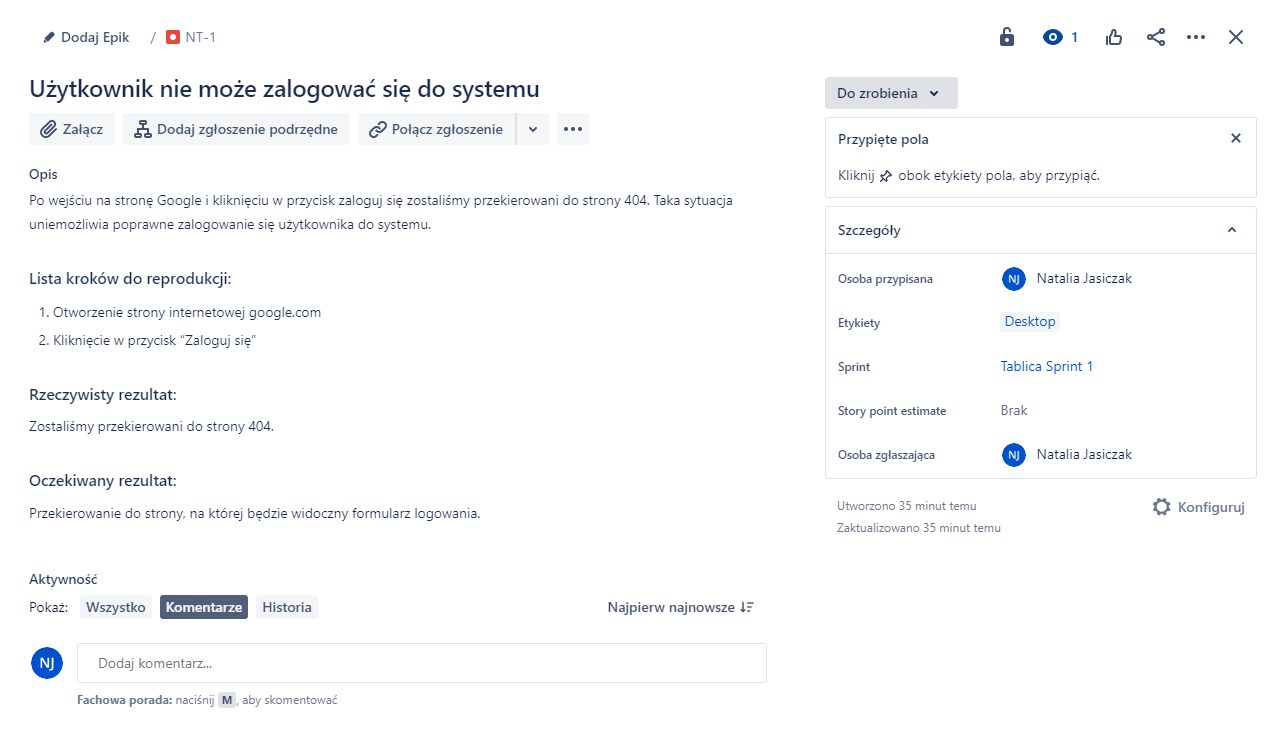 Dodaj Epik / NT-1
1
Użytkownik nie może zalogować się do systemu
Załącz Dodaj zgłoszenie podrzędne Połącz zgłoszenie
Opis
Po wejściu na stronę Google i kliknięciu w przycisk zaloguj się zostaliśmy przekierowani do strony 404. Taka sytuacja
uniemożliwia poprawne zalogowanie się użytkownika do systemu.
Lista kroków do reprodukcji:
1. Otworzenie strony internetowej google.com
2. Kliknięcie w przycisk “Zaloguj się”
Rzeczywisty rezultat:
Zostaliśmy przekierowani do strony 404.
Oczekiwany rezultat:
Przekierowanie do strony, na której będzie widoczny formularz logowania.
Aktywność
Pokaż: Wszystko Komentarze Historia Najpierw najnowsze
NJ Dodaj komentarz...
Fachowa porada: naciśnij M, aby skomentować
Do zrobienia
Przypięte pola
Kliknij obok etykiety pola, aby przypiąć.
Szczegóły
Osoba przypisana NJ Natalia Jasiczak
Etykiety Desktop
Sprint Tablica Sprint 1
Story point estimate Brak
Osoba zgłaszająca NJ Natalia Jasiczak
Utworzono 35 minut temu Konfiguruj
Zaktualizowano 35 minut temu